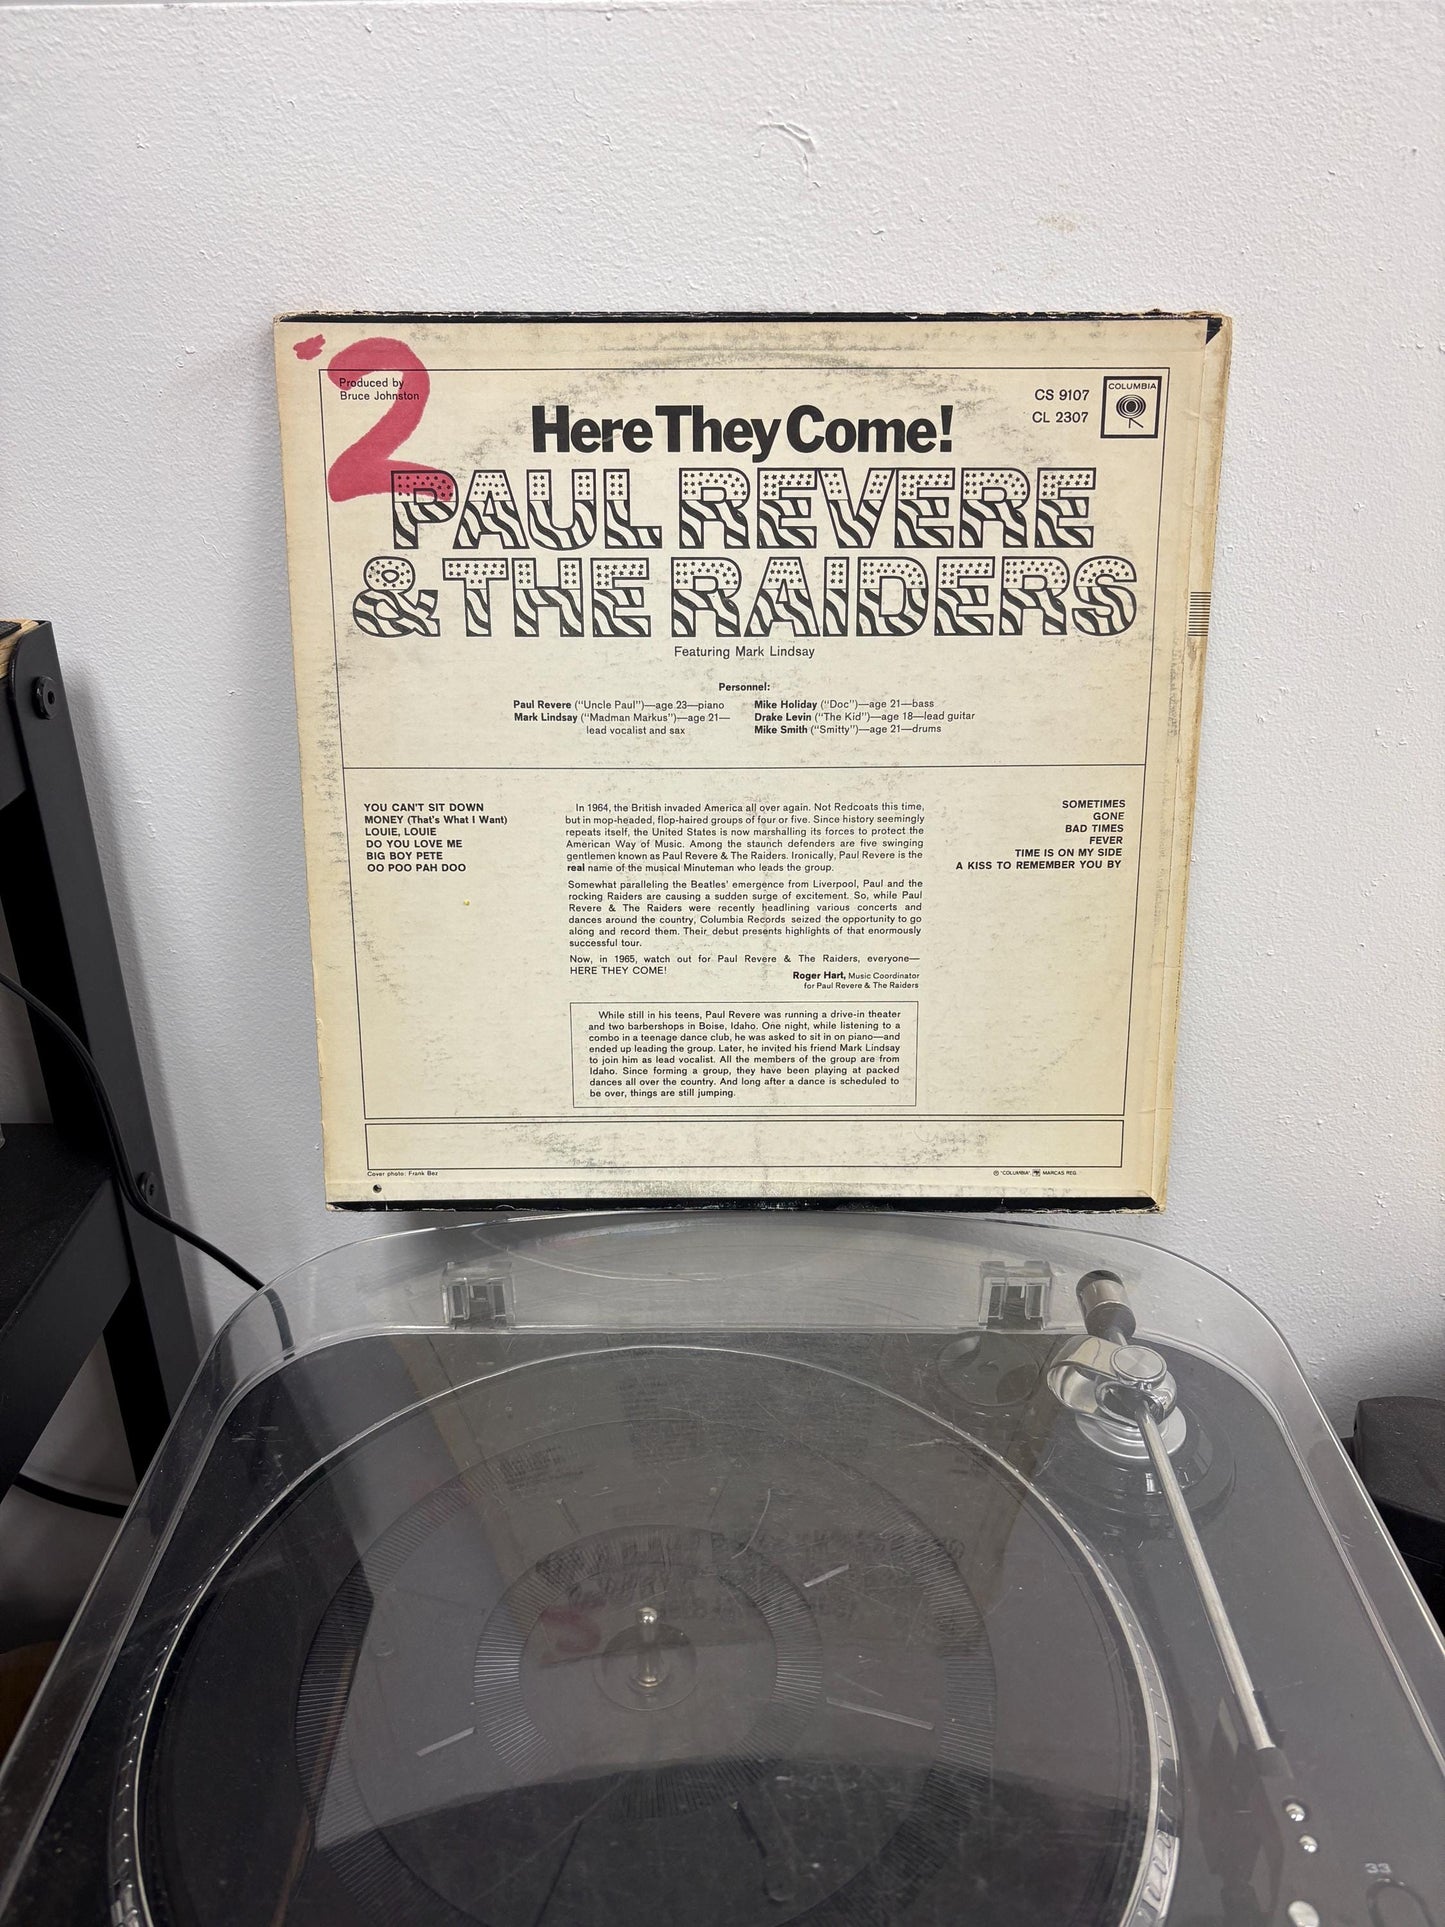 2
Produced by
Bruce Johnston
CS 9107
CL 2307
COLUMBIA
Here They Come!
PAUL REVERE
& THE RAIDERS
Featuring Mark Lindsay
Personnel:
Paul Revere ("Uncle Paul")—age 23—piano
Mark Lindsay ("Madman Markus")—age 21—
lead vocalist and sax
Mike Holiday ("Doc")—age 21—bass
Drake Levin ("The Kid")—age 18—lead guitar
Mike Smith ("Smitty")—age 21—drums
YOU CAN'T SIT DOWN
MONEY (That's What I Want)
LOUIE, LOUIE
DO YOU LOVE ME
BIG BOY PETE
OO POO PAH DOO
In 1964, the British invaded America all over again. Not Redcoats this time,
but in mop-headed, flop-haired groups of four or five. Since history seemingly
repeats itself, the United States is now marshalling its forces to protect the
American Way of Music. Among the staunch defenders are five swinging
gentlemen known as Paul Revere & The Raiders. Ironically, Paul Revere is the
real name of the musical Minuteman who leads the group.
Somewhat paralleling the Beatles' emergence from Liverpool, Paul and the
rocking Raiders are causing a sudden surge of excitement. So, while Paul
Revere & The Raiders were recently headlining various concerts and
dances around the country, Columbia Records seized the opportunity to go
along and record them. Their debut presents highlights of that enormously
successful tour.
Now, in 1965, watch out for Paul Revere & The Raiders, everyone—
HERE THEY COME!
Roger Hart, Music Coordinator
for Paul Revere & The Raiders
SOMETIMES
GONE
BAD TIMES
FEVER
TIME IS ON MY SIDE
A KISS TO REMEMBER YOU BY
While still in his teens, Paul Revere was running a drive-in theater
and two barbershops in Boise, Idaho. One night, while listening to a
combo in a teenage dance club, he was asked to sit in on piano—and
ended up leading the group. Later, he invited his friend Mark Lindsay
to join him as lead vocalist. All the members of the group are from
Idaho. Since forming a group, they have been playing at packed
dances all over the country. And long after a dance is scheduled to
be over, things are still jumping.
Cover photo: Frank Bez
℗ "COLUMBIA" MARCAS REG.
33